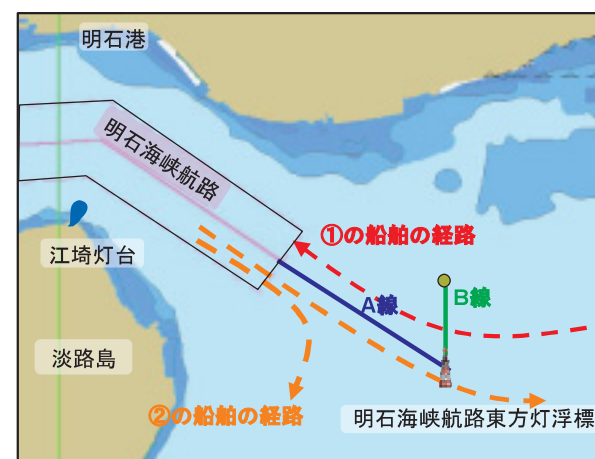 明石港
明石海峡航路
①の船舶の経路
江埼灯台
A線
B線
淡路島
②の船舶の経路
明石海峡航路東方灯浮標